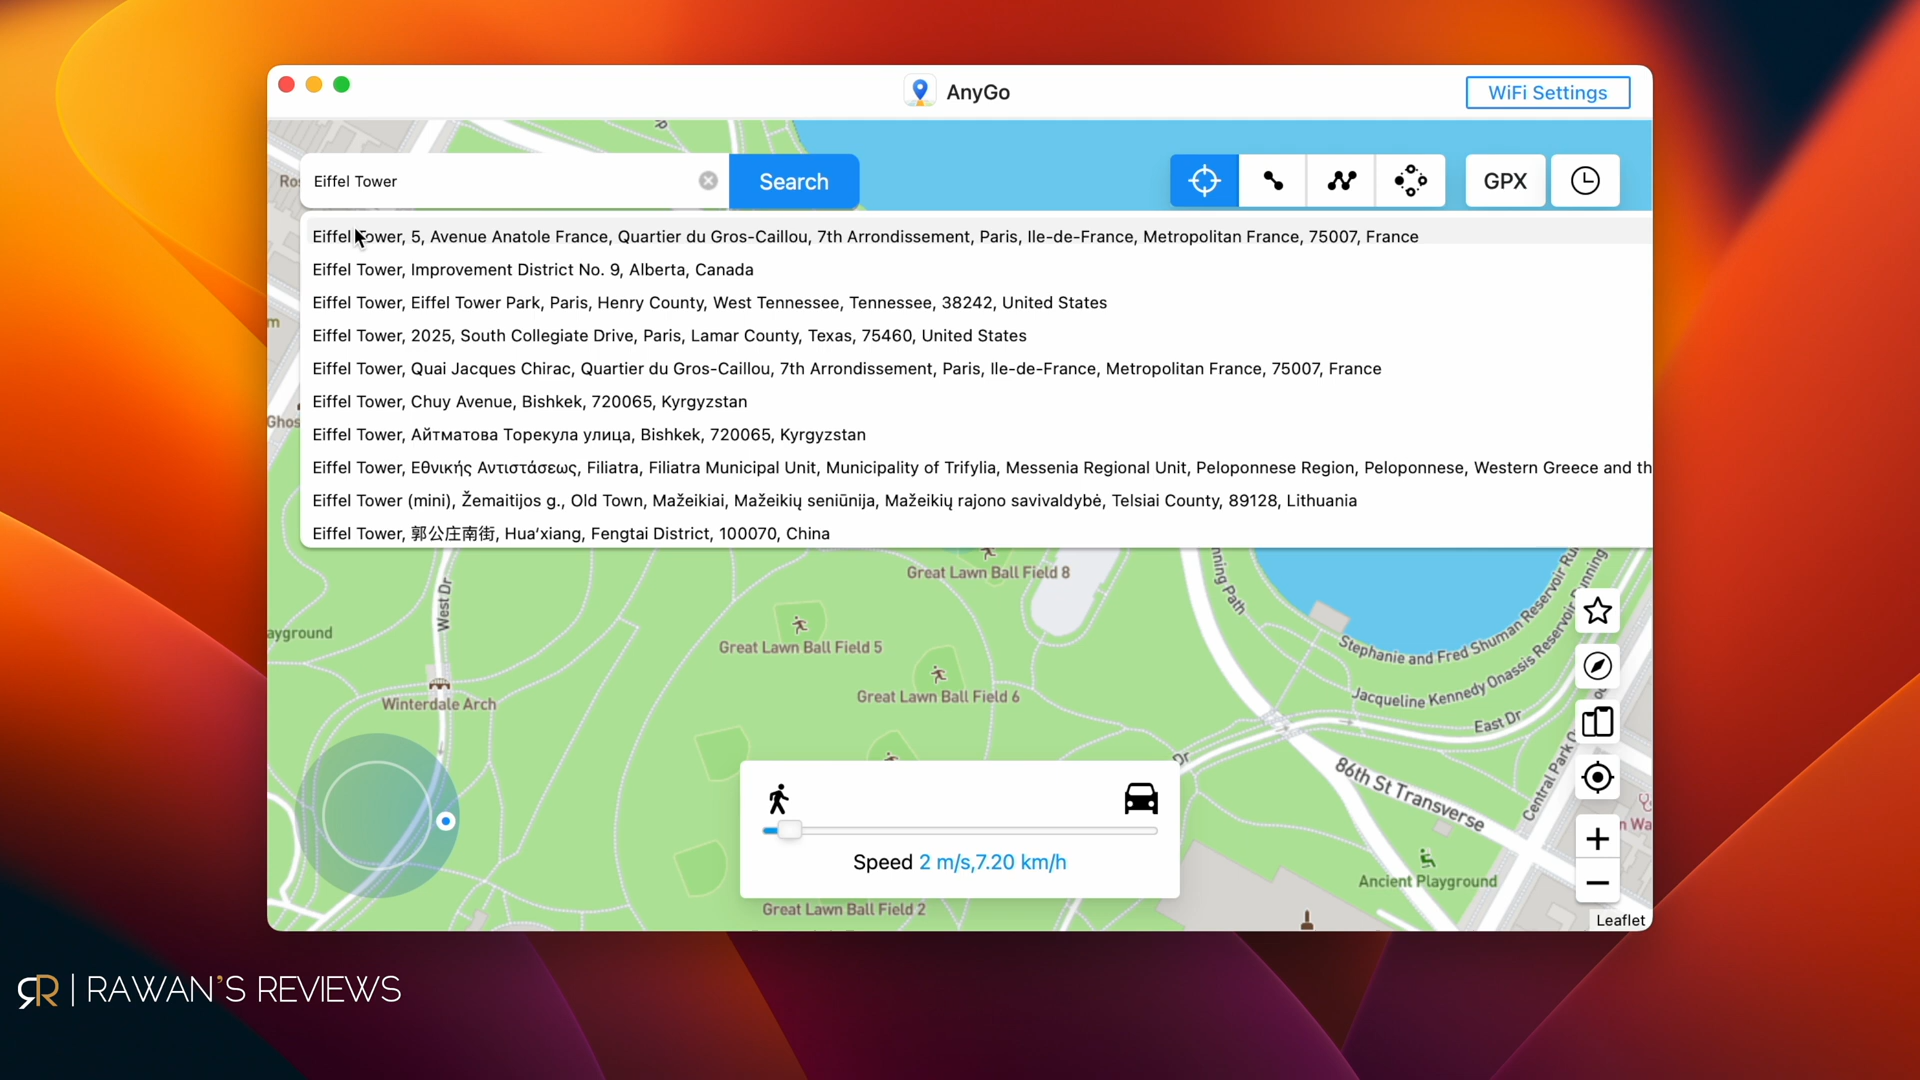 AnyGo
WiFi Settings
Eiffel Tower
Search
GPX
Eiffel Tower, 5, Avenue Anatole France, Quartier du Gros-Caillou, 7th Arrondissement, Paris, Ile-de-France, Metropolitan France, 75007, France
Eiffel Tower, Improvement District No. 9, Alberta, Canada
Eiffel Tower, Eiffel Tower Park, Paris, Henry County, West Tennessee, Tennessee, 38242, United States
Eiffel Tower, 2025, South Collegiate Drive, Paris, Lamar County, Texas, 75460, United States
Eiffel Tower, Quai Jacques Chirac, Quartier du Gros-Caillou, 7th Arrondissement, Paris, Ile-de-France, Metropolitan France, 75007, France
Eiffel Tower, Chuy Avenue, Bishkek, 720065, Kyrgyzstan
Eiffel Tower, Айтматова Торекула улица, Bishkek, 720065, Kyrgyzstan
Eiffel Tower, Εθνικής Αντιστάσεως, Filiatra, Filiatra Municipal Unit, Municipality of Trifylia, Messenia Regional Unit, Peloponnese Region, Peloponnese, Western Greece and th
Eiffel Tower (mini), Žemaitijos g., Old Town, Mažeikiai, Mažeikių seniūnija, Mažeikių rajono savivaldybė, Telsiai County, 89128, Lithuania
Eiffel Tower, 郭公庄南街, Hua‘xiang, Fengtai District, 100070, China
Great Lawn Ball Field 8
nning Path
West Dr
ayground
Great Lawn Ball Field 5
Stephanie and Fred Shuman Reservoir Ru
Great Lawn Ball Field 6
Jacqueline Kennedy Onassis Reservoir Running
Winterdale Arch
East Dr
Dr
86th St Transverse
Central Park
Speed 2 m/s,7.20 km/h
Ancient Playground
Great Lawn Ball Field 2
Leaflet
RR | RAWAN'S REVIEWS